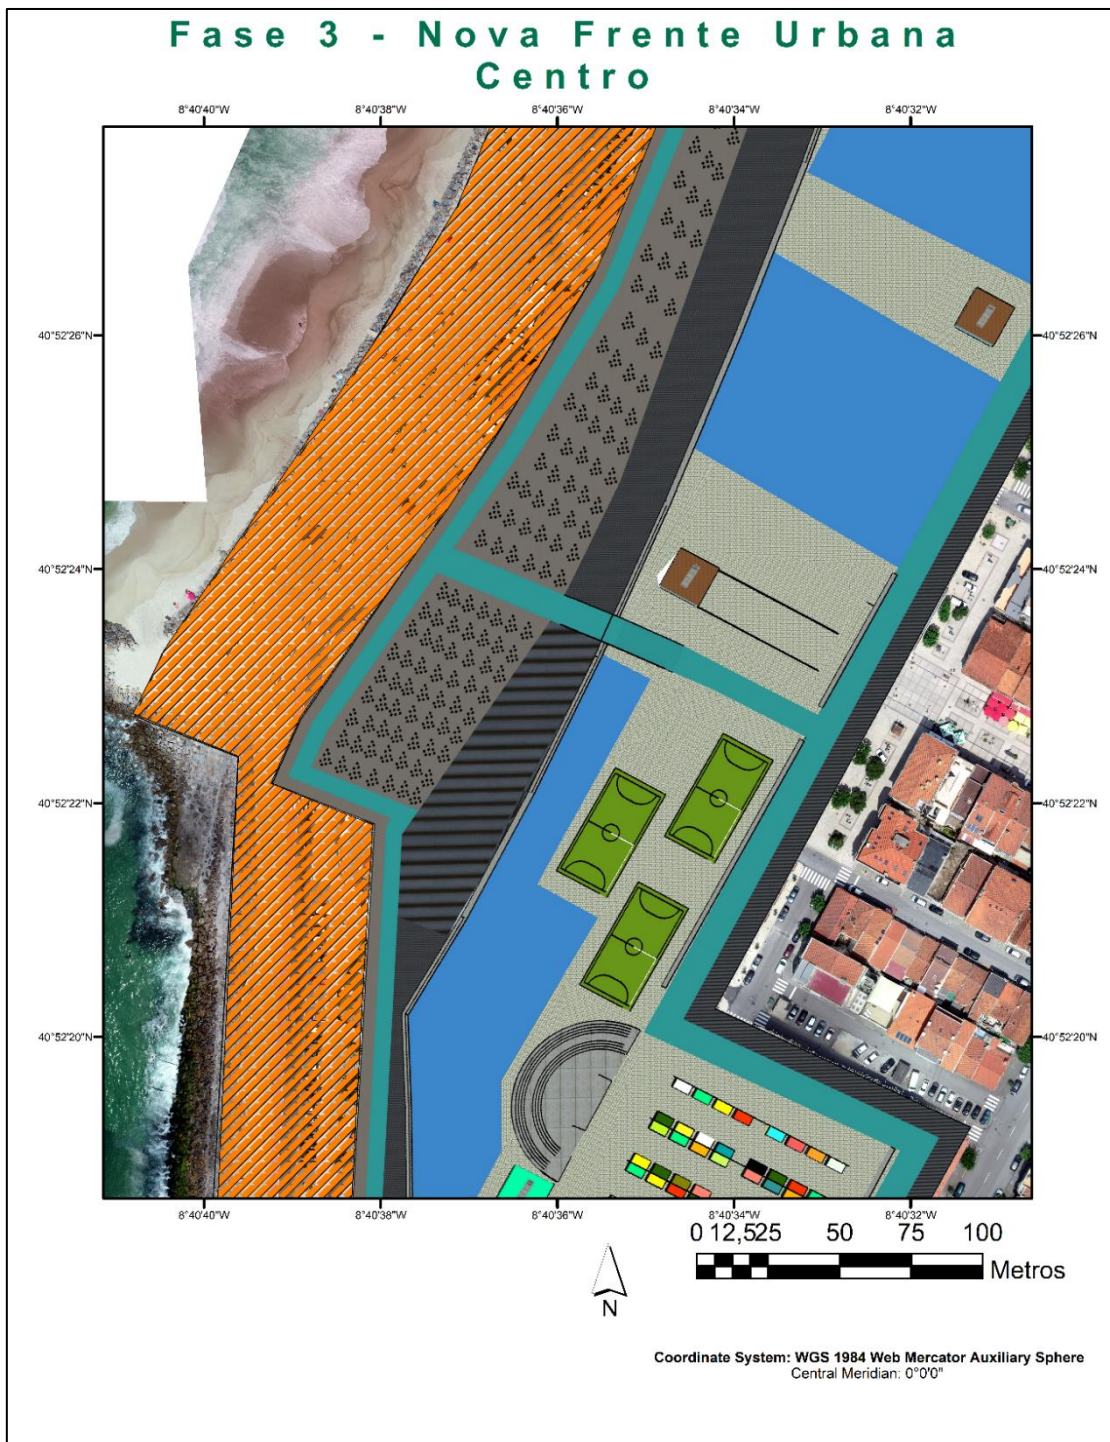 Fase 3 - Nova Frente Urbana
Centro
8°40'40"W 8°40'38"W 8°40'36"W 8°40'34"W 8°40'32"W
40°52'26"N 40°52'26"N
40°52'24"N 40°52'24"N
40°52'22"N 40°52'22"N
40°52'20"N 40°52'20"N
8°40'40"W 8°40'38"W 8°40'36"W 8°40'34"W 8°40'32"W
0 12,525 50 75 100
Metros
N
Coordinate System: WGS 1984 Web Mercator Auxiliary Sphere
Central Meridian: 0°0'0"